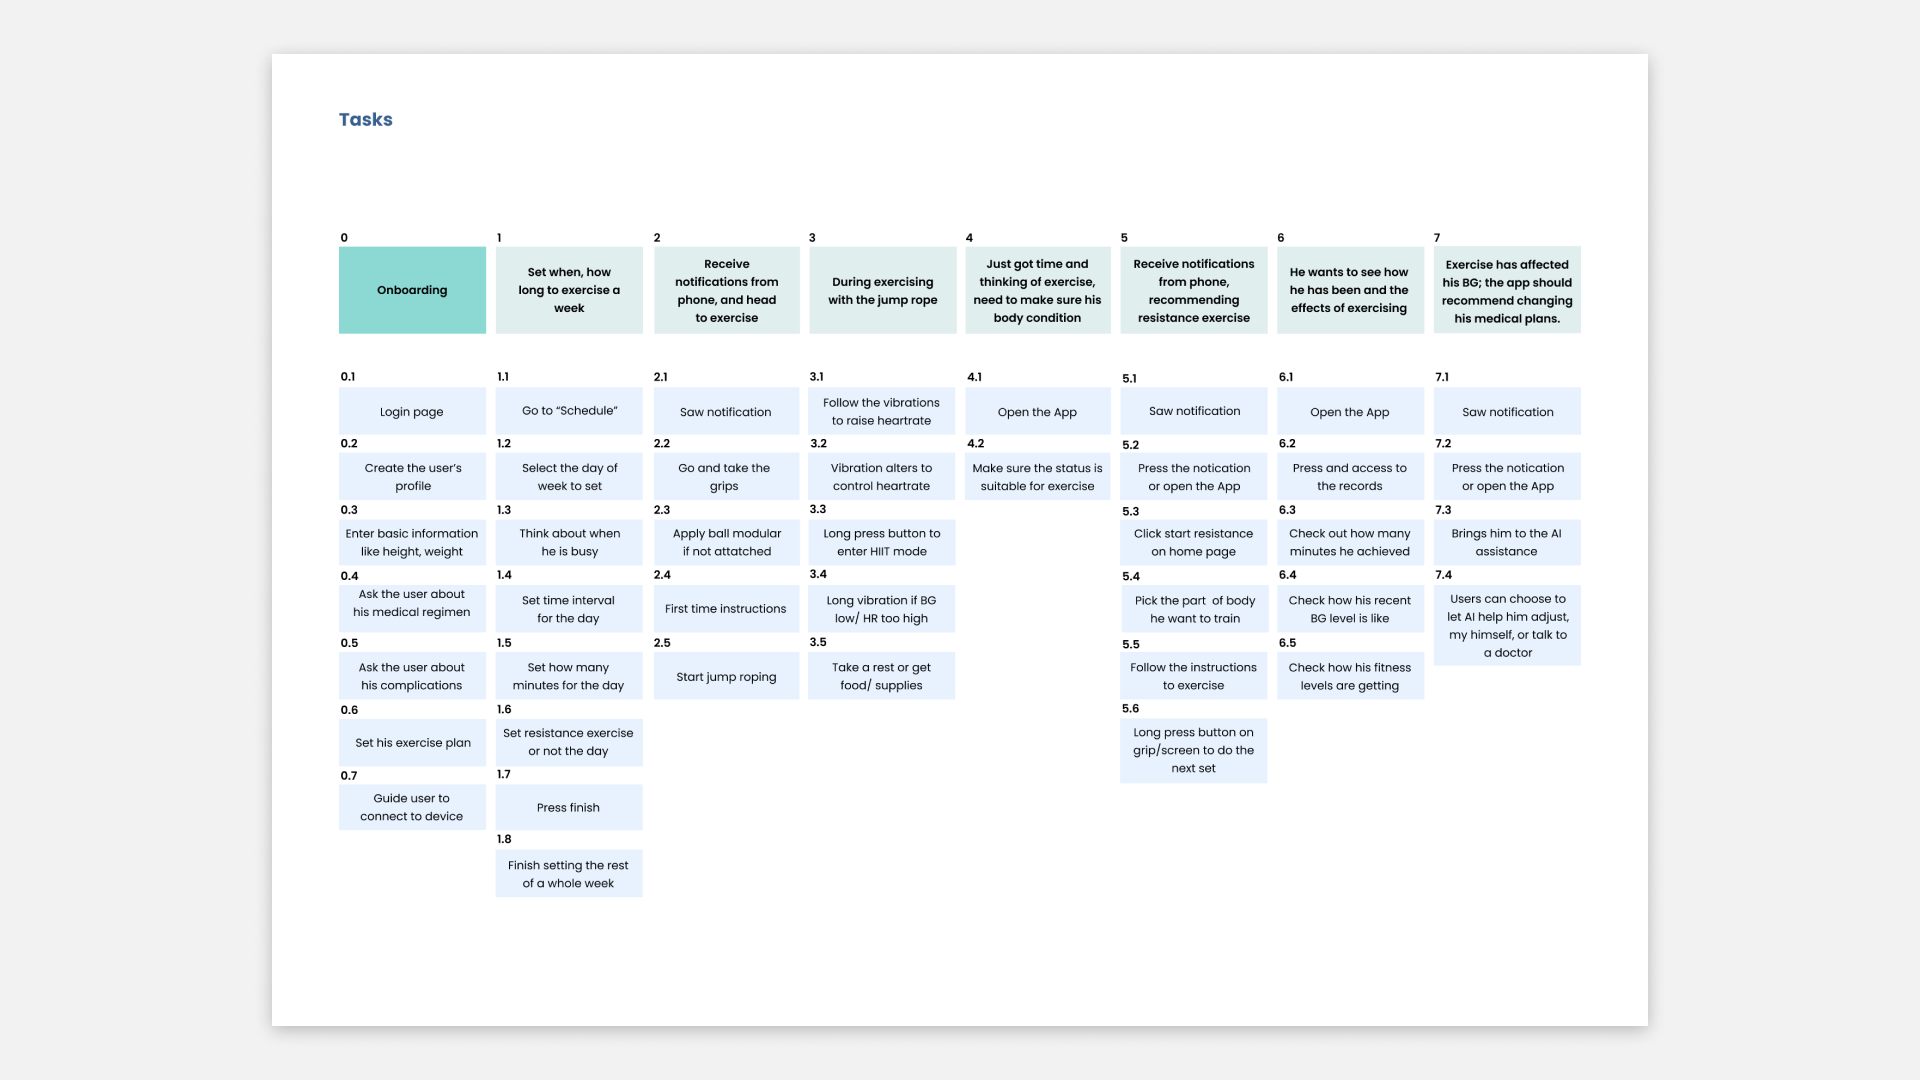 Tasks
0
Onboarding
0.1
Login page
0.2
Create the user's
profile
0.3
Enter basic information
like height, weight
0.4
Ask the user about
his medical regimen
0.5
Ask the user about
his complications
0.6
Set his exercise plan
0.7
Guide user to
connect to device
1
Set when, how
long to exercise a
week
1.1
Go to “Schedule”
1.2
Select the day of
week to set
1.3
Think about when
he is busy
1.4
Set time interval
for the day
1.5
Set how many
minutes for the day
1.6
Set resistance exercise
or not the day
1.7
Press finish
1.8
Finish setting the rest
of a whole week
2
Receive
notifications from
phone, and head
to exercise
2.1
Saw notification
2.2
Go and take the
grips
2.3
Apply ball modular
if not attatched
2.4
First time instructions
2.5
Start jump roping
3
During exercising
with the jump rope
3.1
Follow the vibrations
to raise heartrate
3.2
Vibration alters to
control heartrate
3.3
Long press button to
enter HIIT mode
3.4
Long vibration if BG
low/ HR too high
3.5
Take a rest or get
food/ supplies
4
Just got time and
thinking of exercise,
need to make sure his
body condition
4.1
Open the App
4.2
Make sure the status is
suitable for exercise
5
Receive notifications
from phone,
recommending
resistance exercise
5.1
Saw notification
5.2
Press the notication
or open the App
5.3
Click start resistance
on home page
5.4
Pick the part  of body
he want to train
5.5
Follow the instructions
to exercise
5.6
Long press button on
grip/screen to do the
next set
6
He wants to see how
he has been and the
effects of exercising
6.1
Open the App
6.2
Press and access to
the records
6.3
Check out how many
minutes he achieved
6.4
Check how his recent
BG level is like
6.5
Check how his fitness
levels are getting
7
Exercise has affected
his BG; the app should
recommend changing
his medical plans.
7.1
Saw notification
7.2
Press the notication
or open the App
7.3
Brings him to the AI
assistance
7.4
Users can choose to
let AI help him adjust,
my himself, or talk to
a doctor